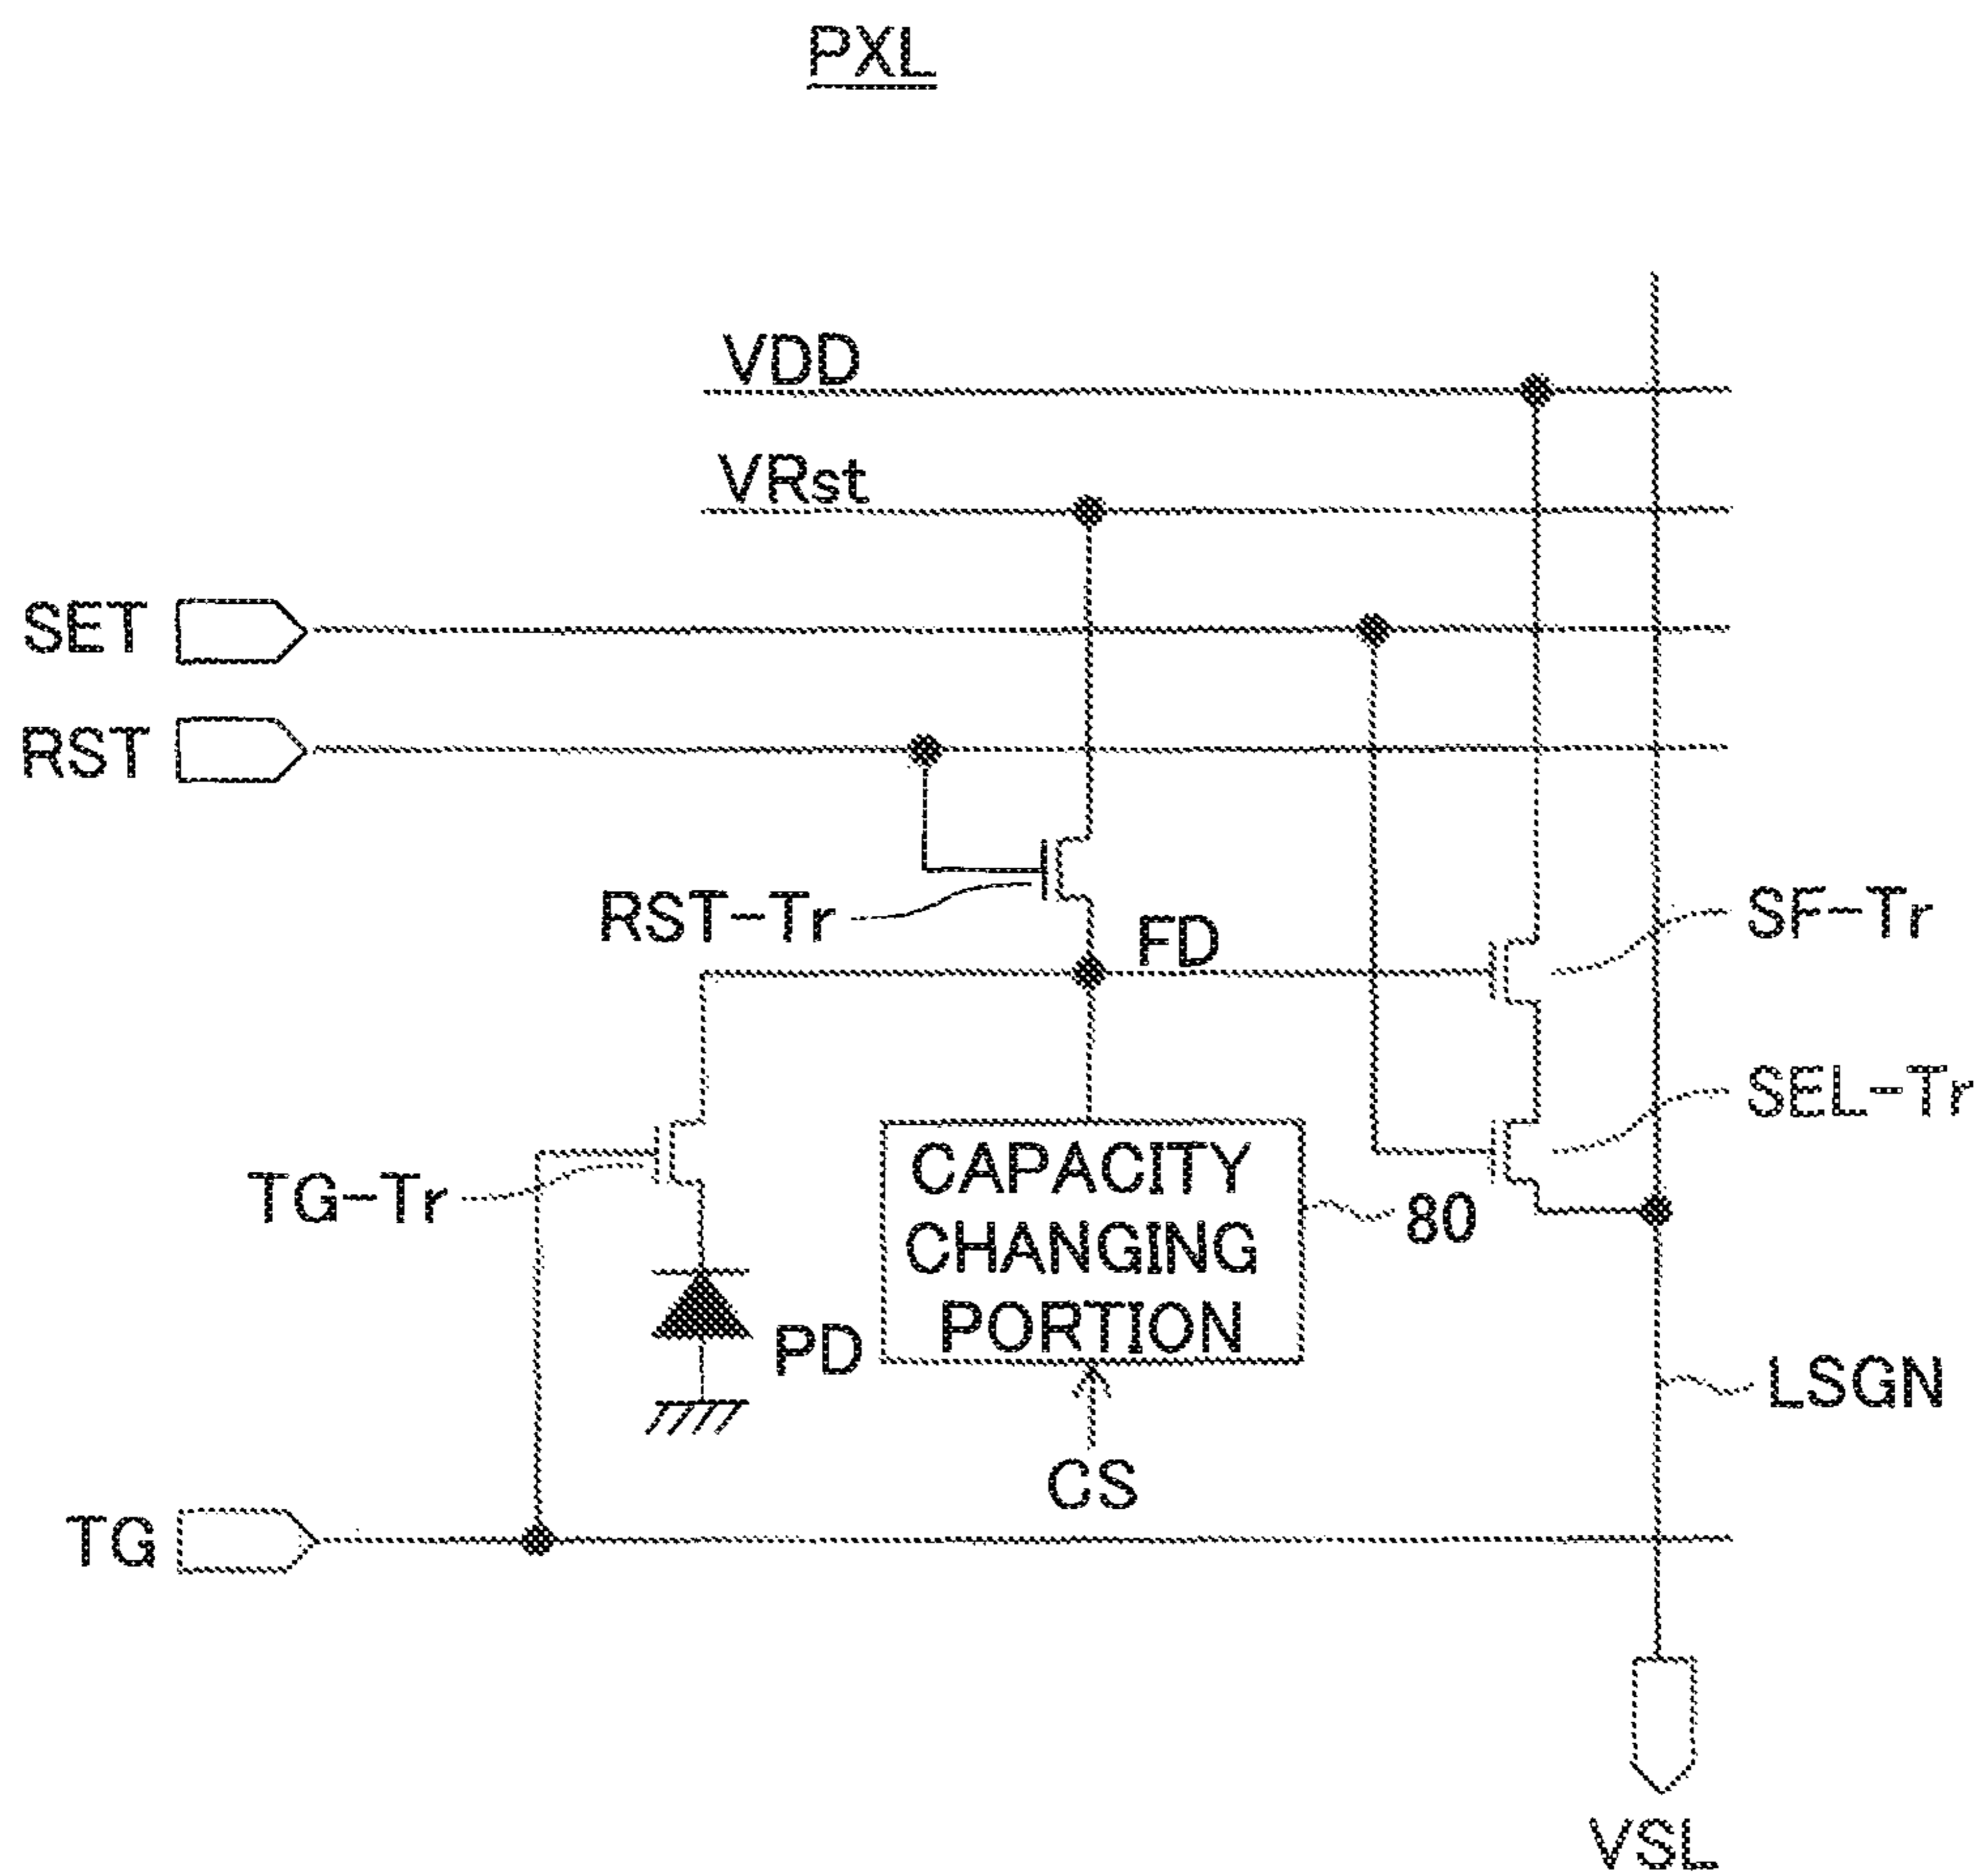 PXL
VDD
VRst
SET
RST
RST-Tr
FD
SF-Tr
SEL-Tr
TG-Tr
CAPACITY
CHANGING
PORTION
80
PD
LSGN
CS
TG
VSL